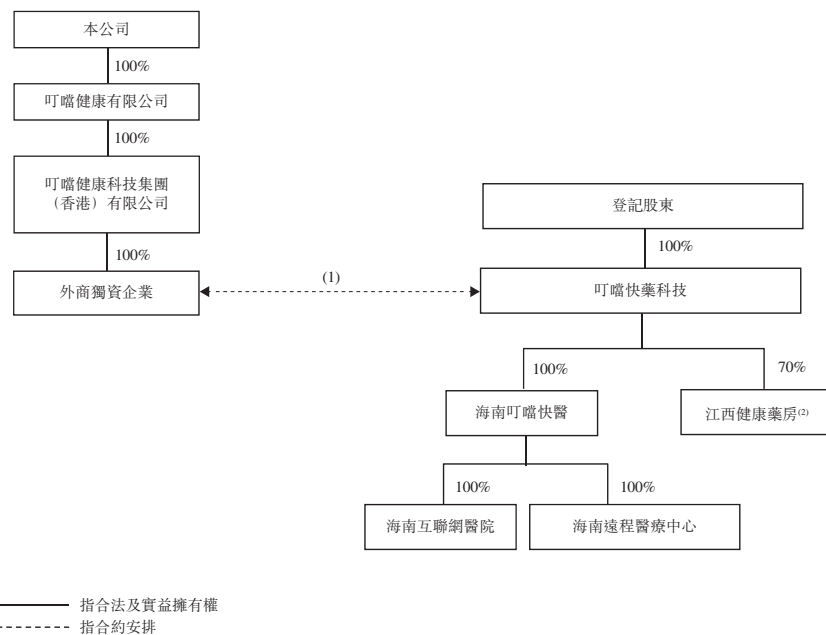 本公司
100%
叮噹健康有限公司
100%
叮噹健康科技集團
（香港）有限公司
100%
外商獨資企業
(1)
登記股東
100%
叮噹快藥科技
100%
70%
海南叮噹快醫
江西健康藥房(2)
100%
100%
海南互聯網醫院
海南遠程醫療中心
指合法及實益擁有權
指合約安排